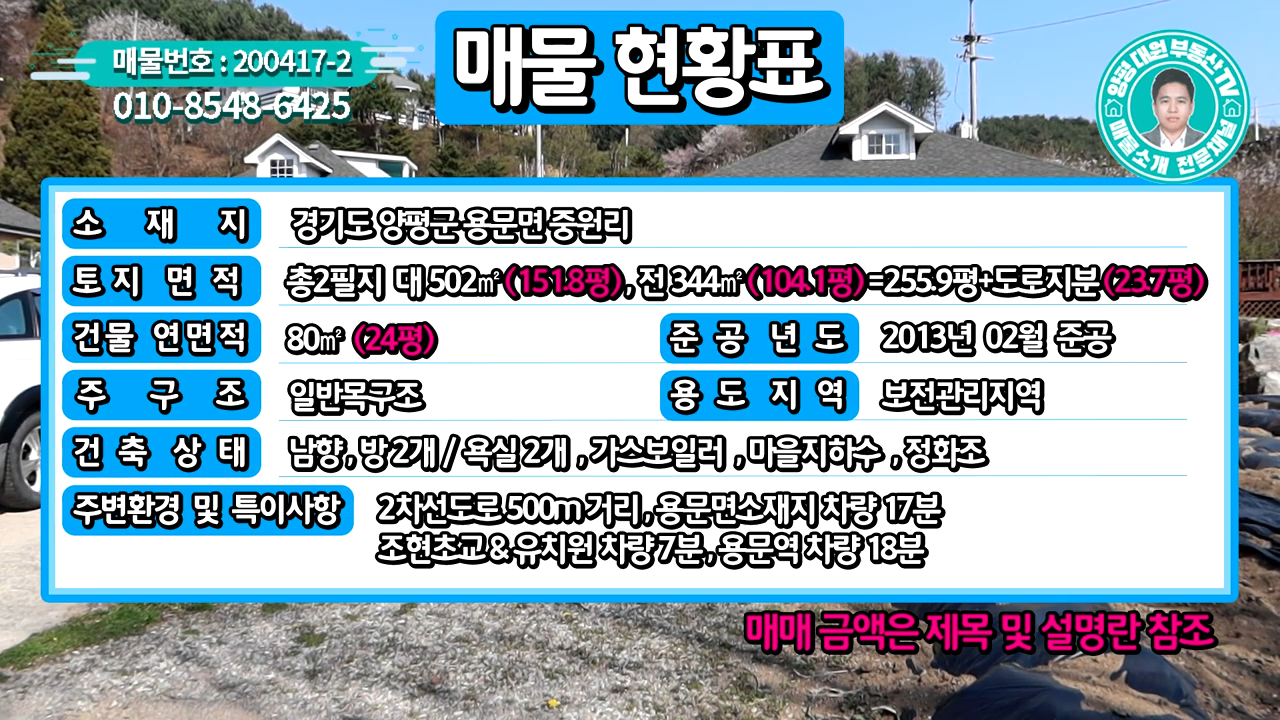 매물 현황표
매물번호 : 200417-2
010-8548-6425
양평 대원 부동산 TV
매물소개 전문채널
소 재 지 경기도 양평군 용문면 중원리
토지 면적 총2필지 대 502㎡ (151.8평), 전 344㎡ (104.1평)=255.9평+도로지분(23.7평)
건물 연면적 80㎡ (24평) 준 공 년 도 2013년 02월 준공
주 구 조 일반목구조 용 도 지 역 보전관리지역
건 축 상 태 남향, 방 2개 / 욕실 2개 , 가스보일러 , 마을지하수 , 정화조
주변환경 및 특이사항 2차선도로 500m 거리, 용문면소재지 차량 17분
조현초교 & 유치원 차량 7분, 용문역 차량 18분
매매 금액은 제목 및 설명란 참조